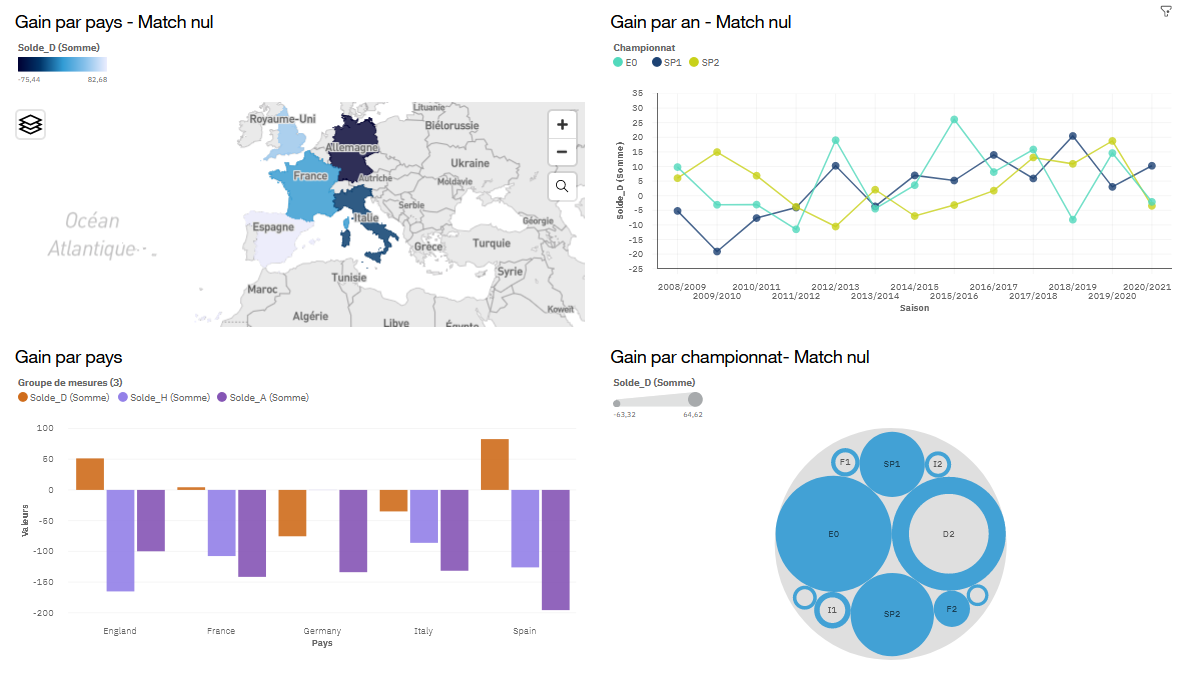 Gain par pays - Match nul
Solde_D (Somme)
-75,44 82,68
Océan
Atlantique
Lituanie
Royaume-Uni
Biélorussie
Allemagne
Ukraine
France
Autriche
Moldavie
Serbie
Italie
Géorgie
Espagne
Grèce
Turquie
Syrie
Tunisie
Maroc
Koweït
Algérie
Libye
Égypte
Gain par an - Match nul
Championnat
E0 SP1 SP2
Solde_D (Somme)
35
30
25
20
15
10
5
0
-5
-10
-15
-20
-25
2008/2009 2010/2011 2012/2013 2014/2015 2016/2017 2018/2019 2020/2021
2009/2010 2011/2012 2013/2014 2015/2016 2017/2018 2019/2020
Saison
Gain par pays
Groupe de mesures (3)
Solde_D (Somme) Solde_H (Somme) Solde_A (Somme)
Valeurs
100
50
0
-50
-100
-150
-200
England France Germany Italy Spain
Pays
Gain par championnat- Match nul
Solde_D (Somme)
-63,32 64,62
F1 SP1 I2
E0 D2
I1 SP2 F2